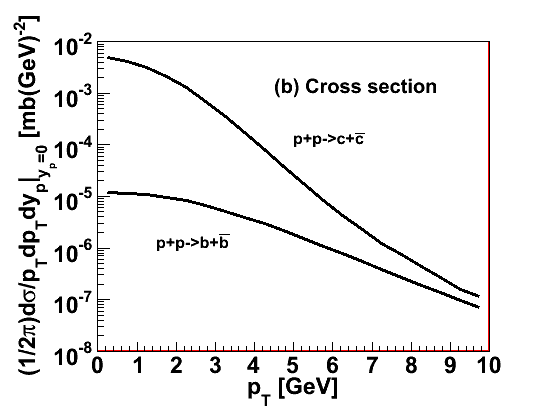 (1/2π)dσ/p_T dp_T dy_p|_{y_p=0} [mb(GeV)^{-2}]
10^{-2}
(b) Cross section
10^{-3}
p+p->c+c̅
10^{-4}
10^{-5}
p+p->b+b̅
10^{-6}
10^{-7}
10^{-8}
0 1 2 3 4 5 6 7 8 9 10
p_T [GeV]